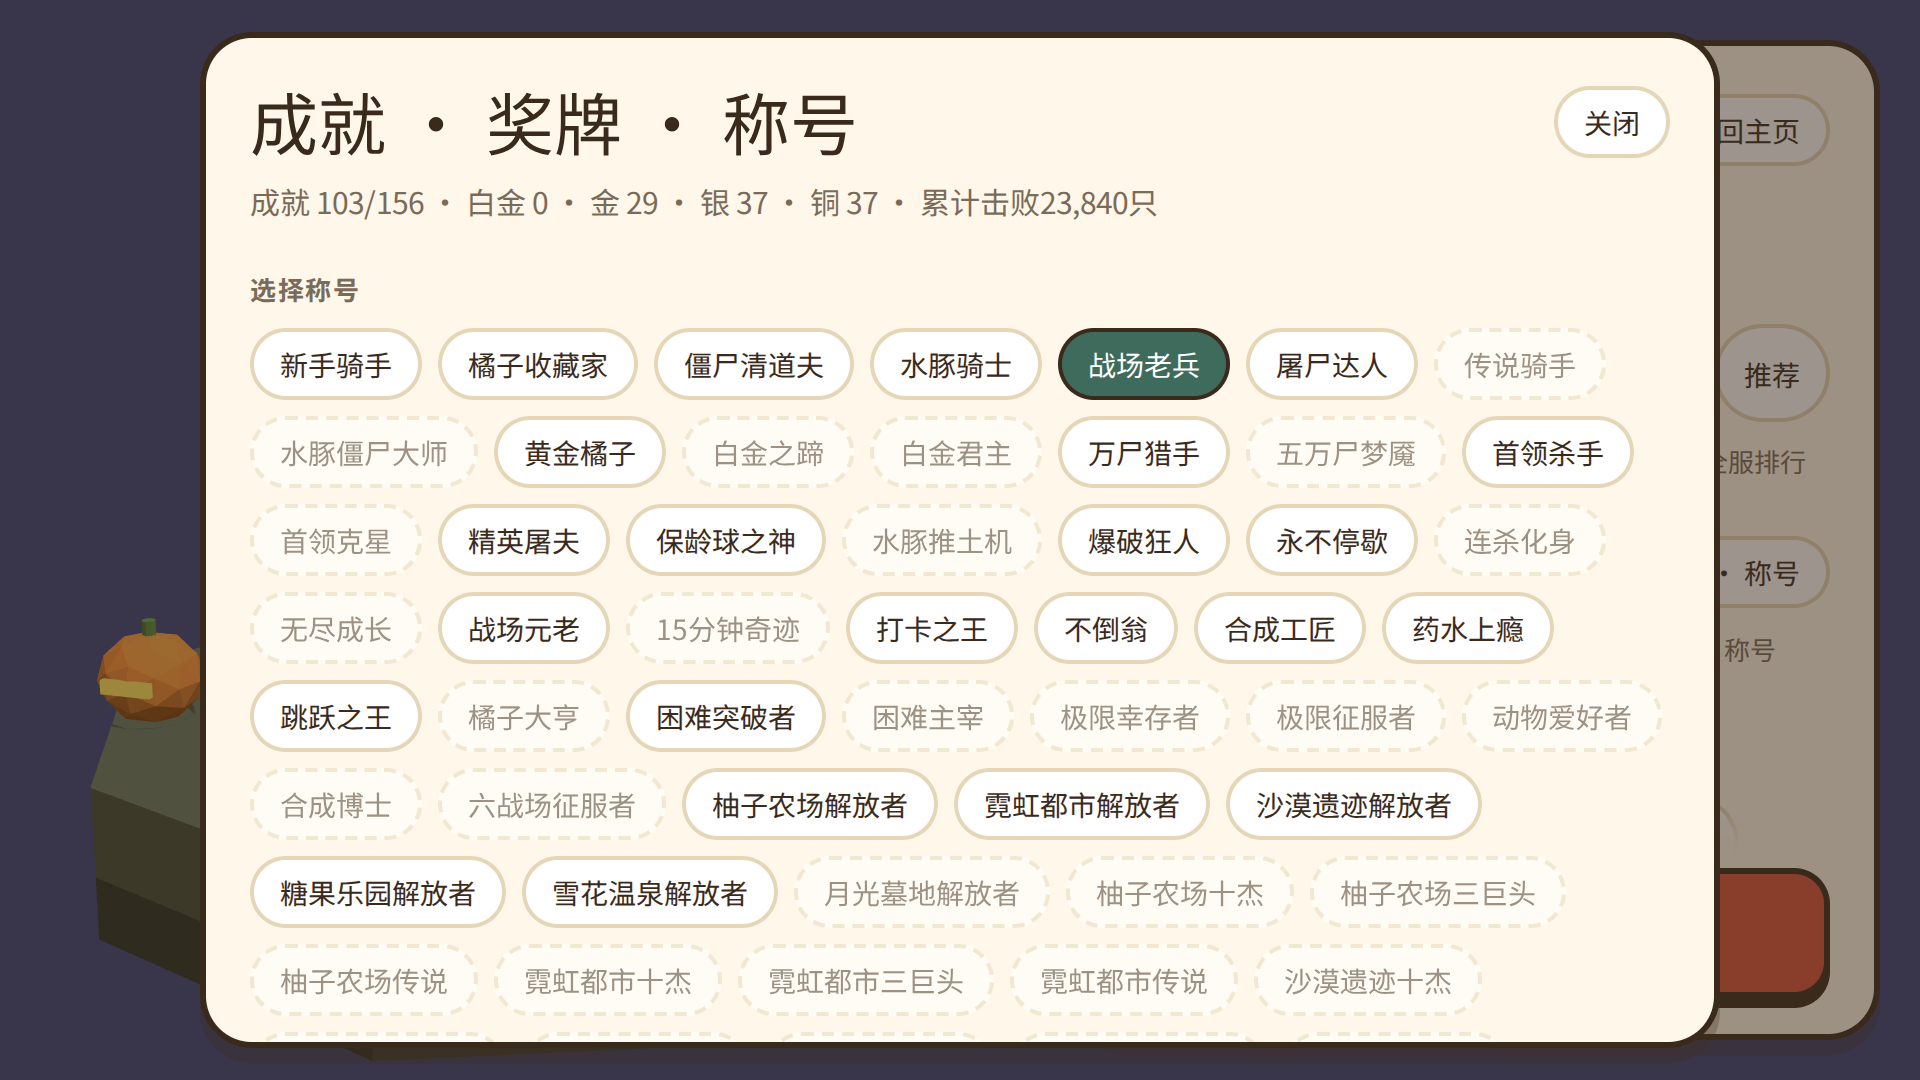 成就 · 奖牌 · 称号
关闭
成就 103/156 · 白金 0 · 金 29 · 银 37 · 铜 37 · 累计击败23,840只
选择称号
新手骑手 橘子收藏家 僵尸清道夫 水豚骑士 战场老兵 屠尸达人 传说骑手
水豚僵尸大师 黄金橘子 白金之蹄 白金君主 万尸猎手 五万尸梦魇 首领杀手
首领克星 精英屠夫 保龄球之神 水豚推土机 爆破狂人 永不停歇 连杀化身
无尽成长 战场元老 15分钟奇迹 打卡之王 不倒翁 合成工匠 药水上瘾
跳跃之王 橘子大亨 困难突破者 困难主宰 极限幸存者 极限征服者 动物爱好者
合成博士 六战场征服者 柚子农场解放者 霓虹都市解放者 沙漠遗迹解放者
糖果乐园解放者 雪花温泉解放者 月光墓地解放者 柚子农场十杰 柚子农场三巨头
柚子农场传说 霓虹都市十杰 霓虹都市三巨头 霓虹都市传说 沙漠遗迹十杰
回主页
推荐
服排行
· 称号
称号